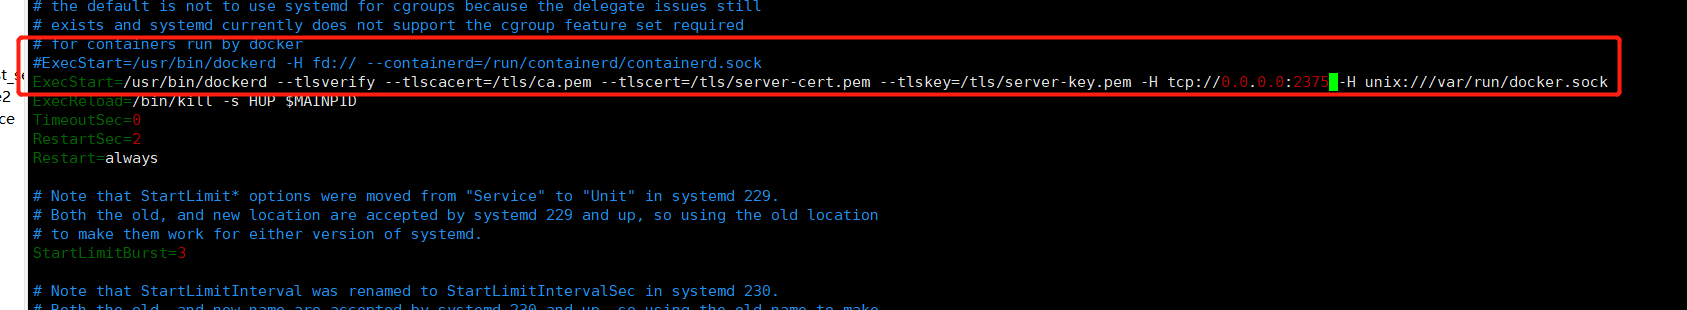 # the default is not to use systemd for cgroups because the delegate issues still
# exists and systemd currently does not support the cgroup feature set required
# for containers run by docker
#ExecStart=/usr/bin/dockerd -H fd:// --containerd=/run/containerd/containerd.sock
ExecStart=/usr/bin/dockerd --tlsverify --tlscacert=/tls/ca.pem --tlscert=/tls/server-cert.pem --tlskey=/tls/server-key.pem -H tcp://0.0.0.0:2375 -H unix:///var/run/docker.sock
ExecReload=/bin/kill -s HUP $MAINPID
TimeoutSec=0
RestartSec=2
Restart=always
# Note that StartLimit* options were moved from "Service" to "Unit" in systemd 229.
# Both the old, and new location are accepted by systemd 229 and up, so using the old location
# to make them work for either version of systemd.
StartLimitBurst=3
# Note that StartLimitInterval was renamed to StartLimitIntervalSec in systemd 230.
# Both the old, and new name are accepted by systemd 230 and up, so using the old name to make